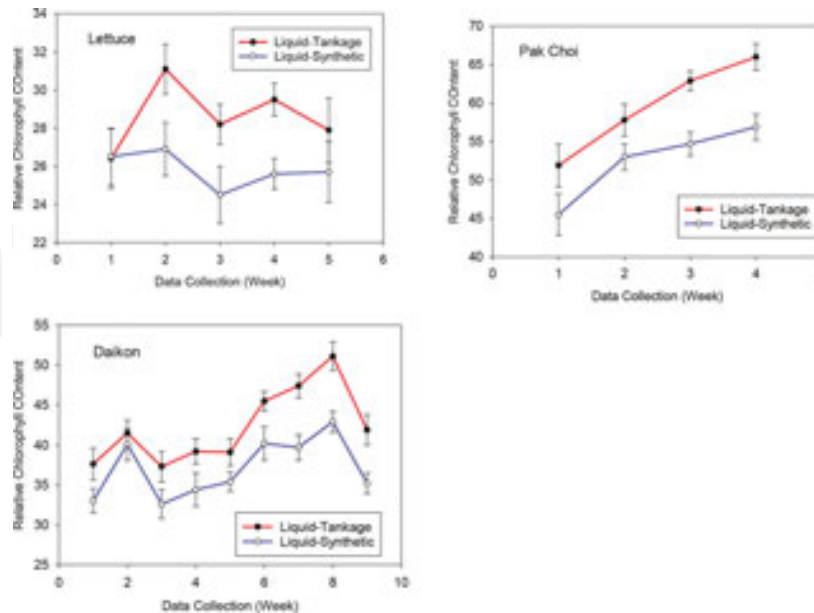 Lettuce
Liquid-Tankage
Liquid-Synthetic
Relative Chlorophyll COntent
34
32
30
28
26
24
22
0 1 2 3 4 5 6
Data Collection (Week)
Pak Choi
Liquid-Tankage
Liquid-Synthetic
Relative Chlorophyll COntent
70
65
60
55
50
45
40
0 1 2 3 4
Data Collection (Week)
Daikon
Liquid-Tankage
Liquid-Synthetic
Relative Chlorophyll COntent
55
50
45
40
35
30
25
0 2 4 6 8 10
Data Collection (Week)